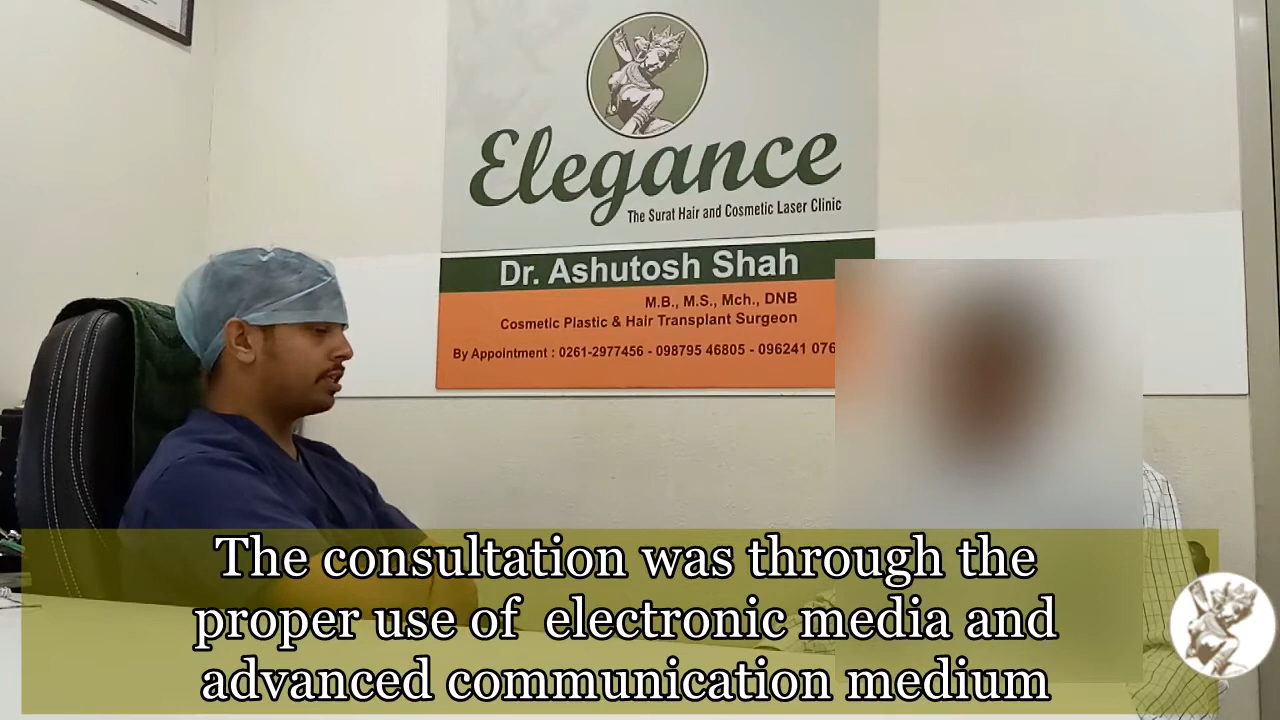 Elegance
The Surat Hair and Cosmetic Laser Clinic
Dr. Ashutosh Shah
M.B., M.S., Mch., DNB
Cosmetic Plastic & Hair Transplant Surgeon
By Appointment : 0261-2977456 - 098795 46805 - 096241 076
The consultation was through the
proper use of electronic media and
advanced communication medium